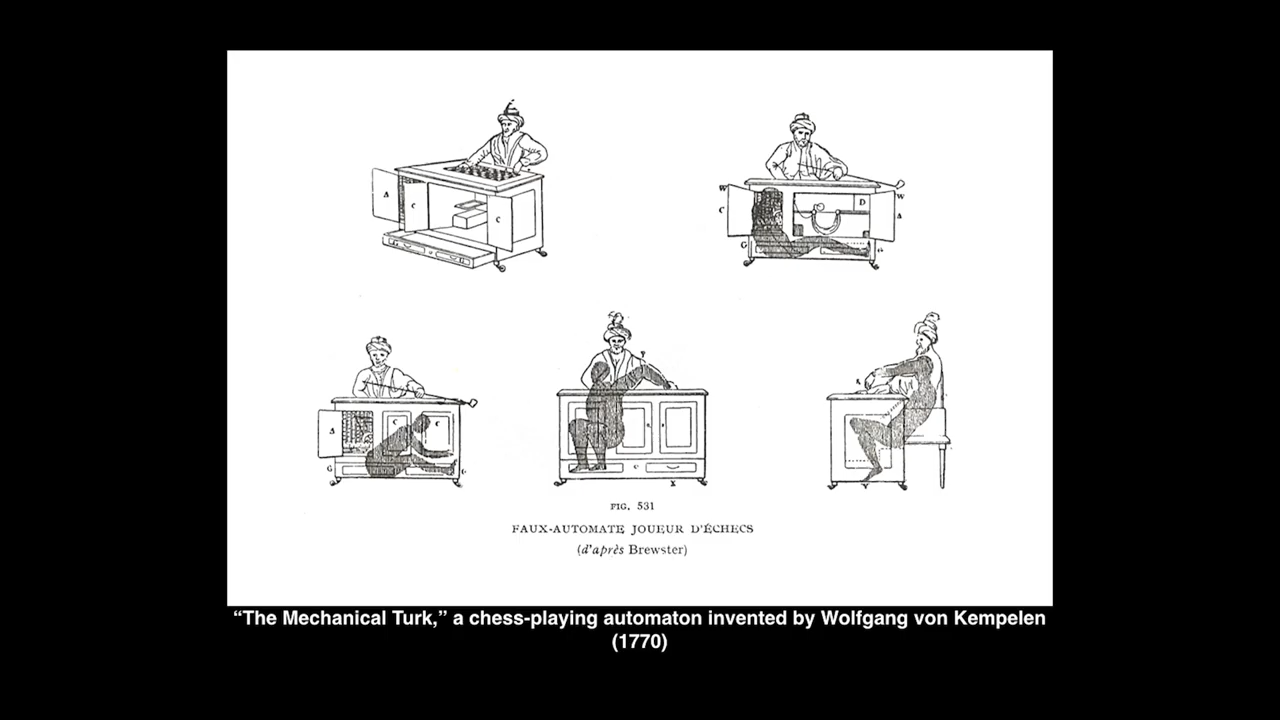 A
C
C
W
W
C
D
A
G
G
A
C
C
G
G
C
X
FIG. 531
FAUX-AUTOMATE JOUEUR D'ÉCHECS
(d'après Brewster)
“The Mechanical Turk,” a chess-playing automaton invented by Wolfgang von Kempelen
(1770)